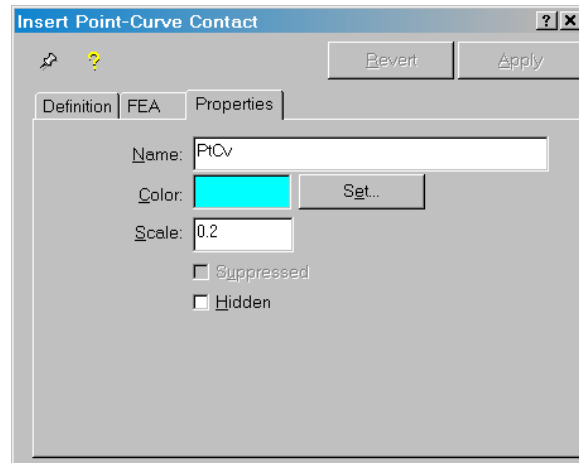 Insert Point-Curve Contact
? x
?
Revert Apply
Definition FEA Properties
Name: PtCv
Color: Set...
Scale: 0.2
Suppressed
Hidden